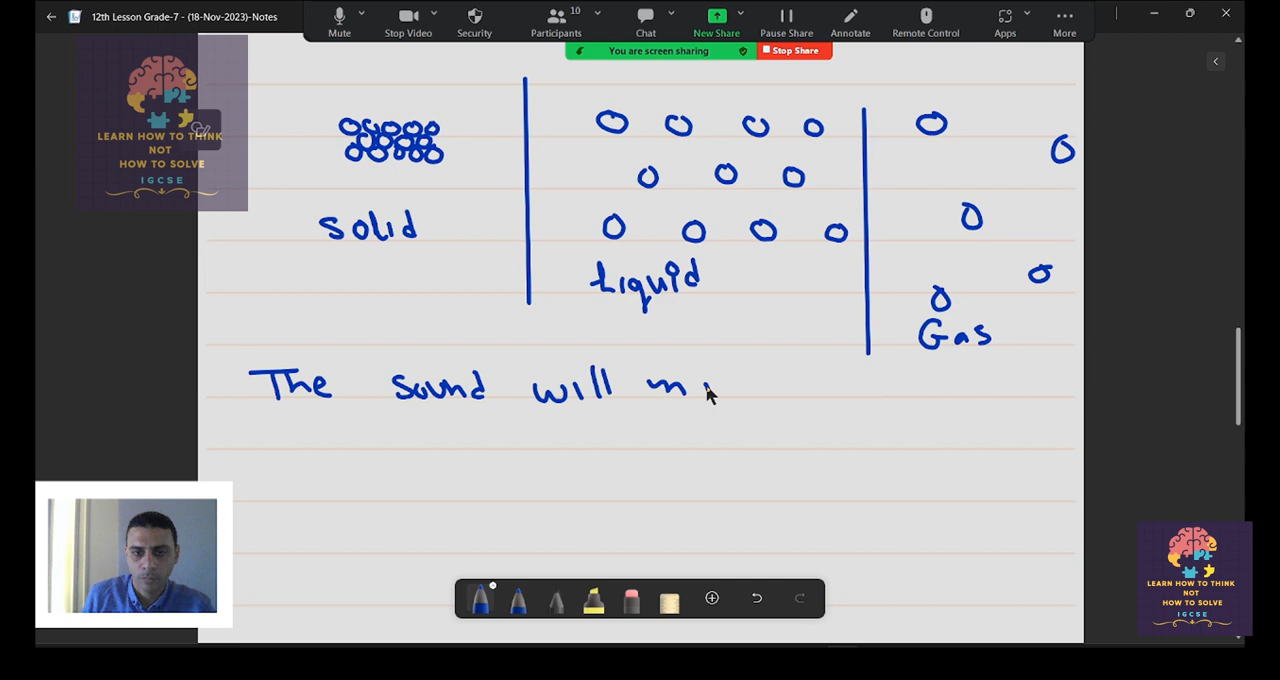 12th Lesson Grade-7 - (18-Nov-2023)-Notes
Mute
Stop Video
Security
Participants
10
Chat
New Share
Pause Share
Annotate
Remote Control
Apps
More
You are screen sharing
Stop Share
LEARN HOW TO THINK
NOT
HOW TO SOLVE
IGCSE
solid
Liquid
Gas
The sound will m
LEARN HOW TO THINK
NOT
HOW TO SOLVE
IGCSE